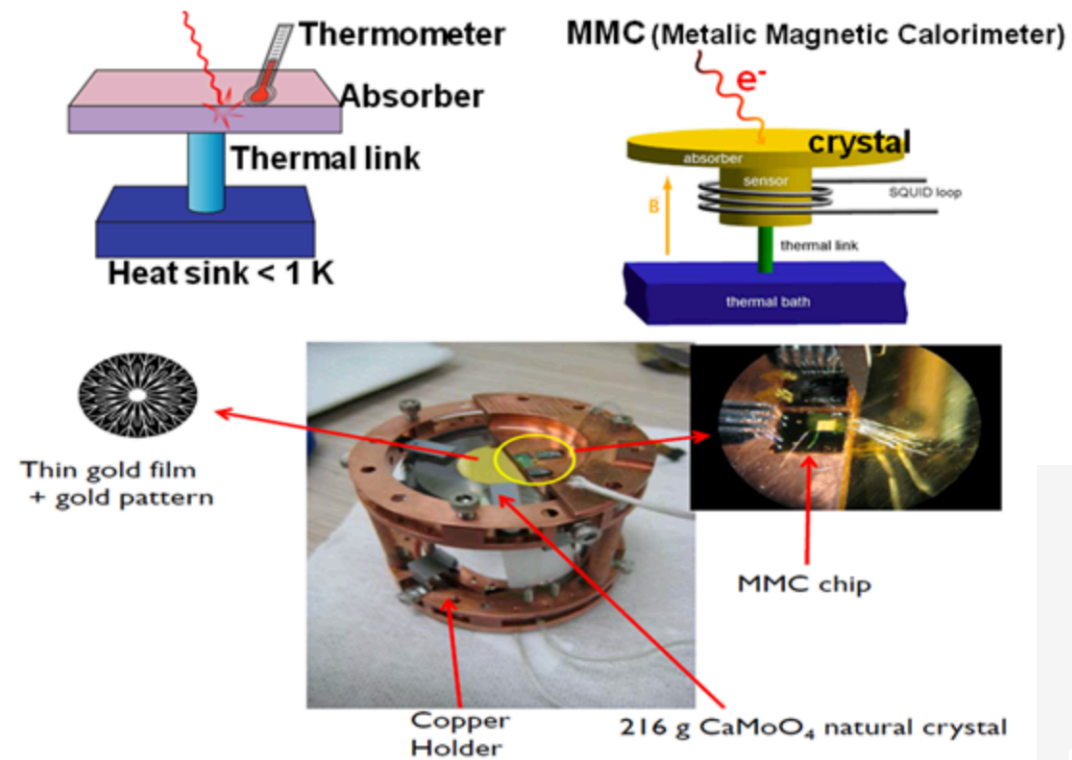 Thermometer
Absorber
Thermal link
Heat sink < 1 K
MMC (Metalic Magnetic Calorimeter)
e⁻
crystal
absorber
sensor
SQUID loop
B
thermal link
thermal bath
Thin gold film
+ gold pattern
MMC chip
Copper
Holder
216 g CaMoO₄ natural crystal